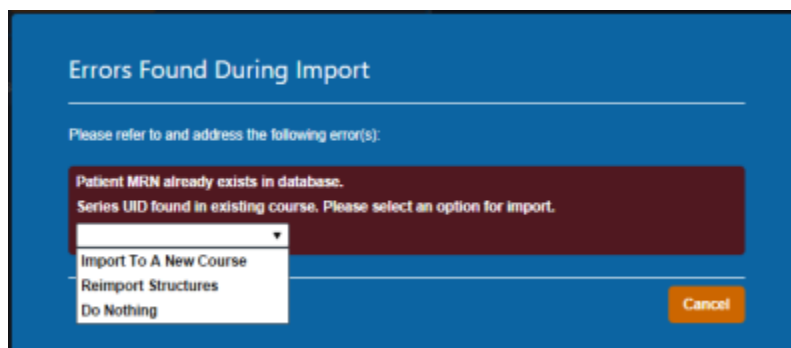 Errors Found During Import
Please refer to and address the following error(s):
Patient MRN already exists in database.
Series UID found in existing course. Please select an option for import.
Import To A New Course
Reimport Structures
Do Nothing
Cancel